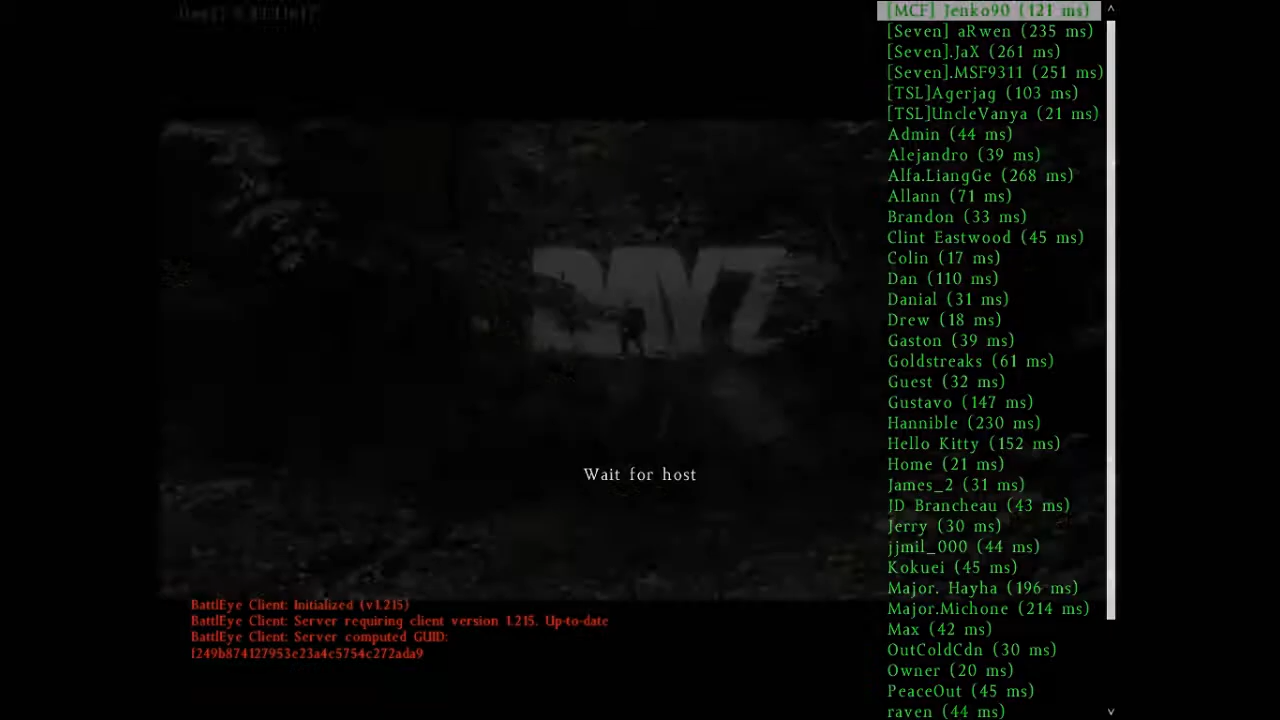 [MCF] Jenko90 (121 ms)
[Seven] aRwen (235 ms)
[Seven].JaX (261 ms)
[Seven].MSF9311 (251 ms)
[TSL]Agerjag (103 ms)
[TSL]UncleVanya (21 ms)
Admin (44 ms)
Alejandro (39 ms)
Alfa.LiangGe (268 ms)
Allann (71 ms)
Brandon (33 ms)
Clint Eastwood (45 ms)
Colin (17 ms)
Dan (110 ms)
Danial (31 ms)
Drew (18 ms)
Gaston (39 ms)
Goldstreaks (61 ms)
Guest (32 ms)
Gustavo (147 ms)
Hannible (230 ms)
Hello Kitty (152 ms)
Home (21 ms)
James_2 (31 ms)
JD Brancheau (43 ms)
Jerry (30 ms)
jjmil_000 (44 ms)
Kokuei (45 ms)
Major. Hayha (196 ms)
Major.Michone (214 ms)
Max (42 ms)
OutColdCdn (30 ms)
Owner (20 ms)
PeaceOut (45 ms)
raven (44 ms)
DAYZ
Wait for host
BattlEye Client: Initialized (v1.215)
BattlEye Client: Server requiring client version 1.215. Up-to-date
BattlEye Client: Server computed GUID:
f249b874127953e23a4c5754c272ada9